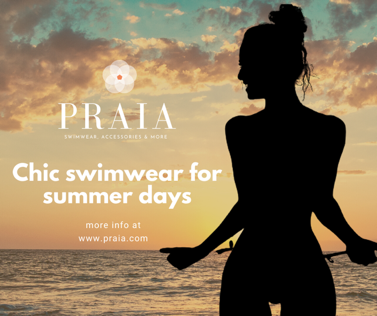 PRAIA
SWIMWEAR, ACCESSORIES & MORE
Chic swimwear for
summer days
more info at
www.praia.com